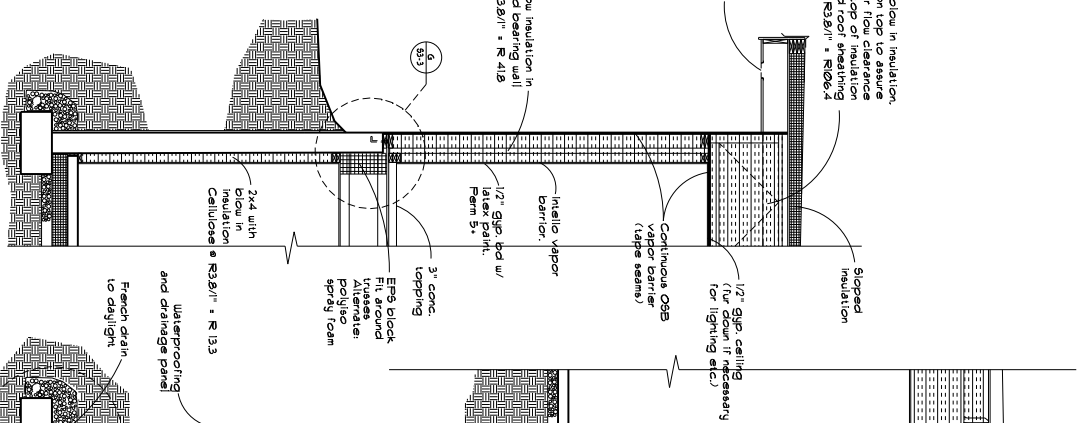 blow in insulation.
on top to assure
r flow clearance
top of insulation
d roof sheathing
R3.8/1" = R106.4
ow insulation in
d bearing wall
3.8/1" = R 41.8
G
S3-3
Sloped
insulation
1/2" gyp. ceiling
(fur down if necessary
for lighting etc.)
Continuous OSB
vapor barrier
(tape seams)
Intello vapor
barrier.
1/2" gyp. bd w/
latex paint.
Perm 5+
3" conc.
topping
EPS block
Fit around
trusses
Alternate:
polyiso
spray foam
2x4 with
blow in
insulation
Cellulose @ R3.8/1" = R 13.3
Waterproofing
and drainage panel
French drain
to daylight